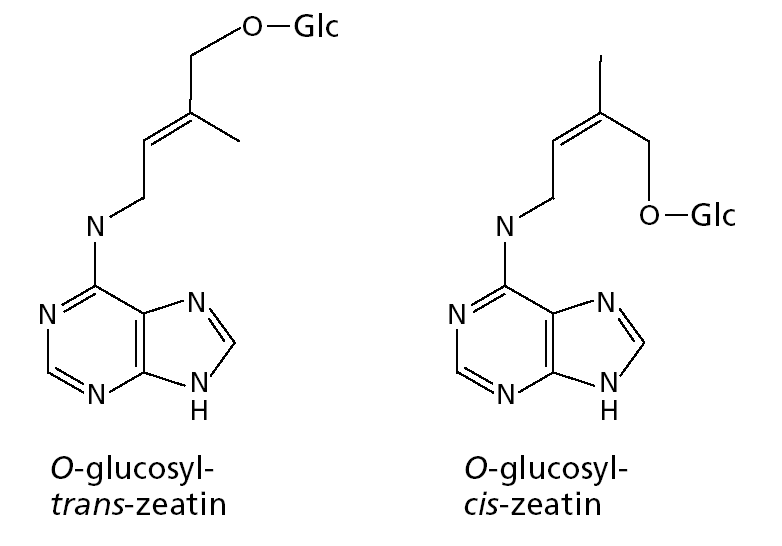 O–Glc
N
O–Glc
N
N
N
N
N
H
N
N
N
N
H
O-glucosyl-
trans-zeatin
O-glucosyl-
cis-zeatin